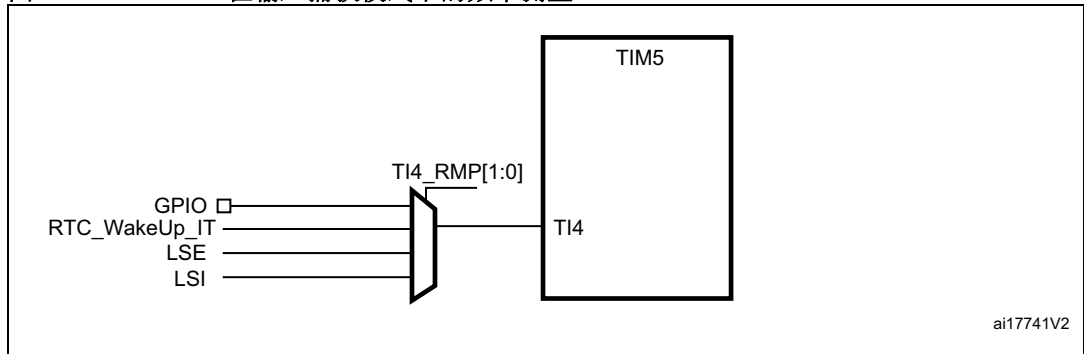 TIM5
TI4_RMP[1:0]
GPIO
RTC_WakeUp_IT
TI4
LSE
LSI
ai17741V2